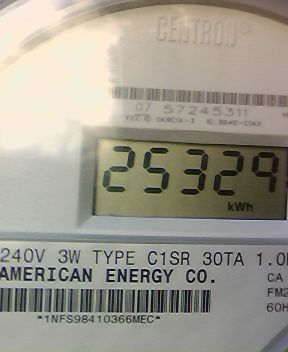 CENTRON®
07 57245311
25329
kWh
240V 3W TYPE C1SR 30TA 1.0
AMERICAN ENERGY CO.
CA
FM2
60H
*1NFS98410366MEC*